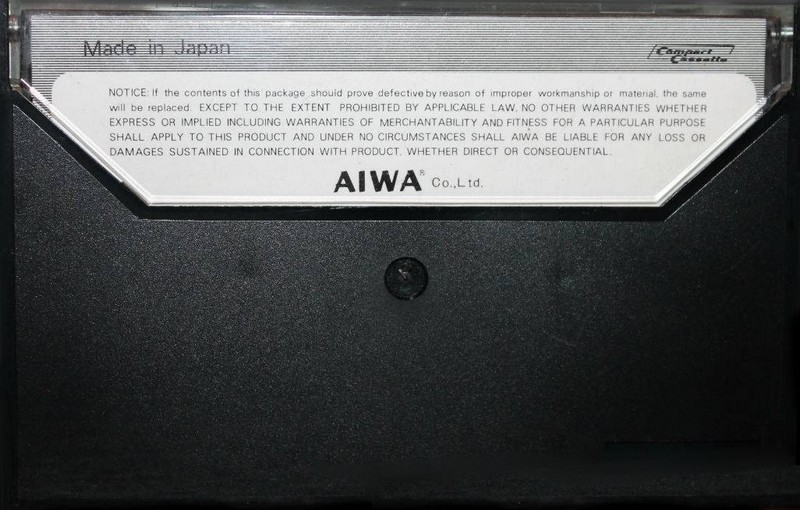 Made in Japan
Compact
Cassette
NOTICE: If the contents of this package should prove defective by reason of improper workmanship or material, the same
will be replaced. EXCEPT TO THE EXTENT PROHIBITED BY APPLICABLE LAW, NO OTHER WARRANTIES WHETHER
EXPRESS OR IMPLIED INCLUDING WARRANTIES OF MERCHANTABILITY AND FITNESS FOR A PARTICULAR PURPOSE
SHALL APPLY TO THIS PRODUCT AND UNDER NO CIRCUMSTANCES SHALL AIWA BE LIABLE FOR ANY LOSS OR
DAMAGES SUSTAINED IN CONNECTION WITH PRODUCT, WHETHER DIRECT OR CONSEQUENTIAL.
AIWA® Co.,Ltd.